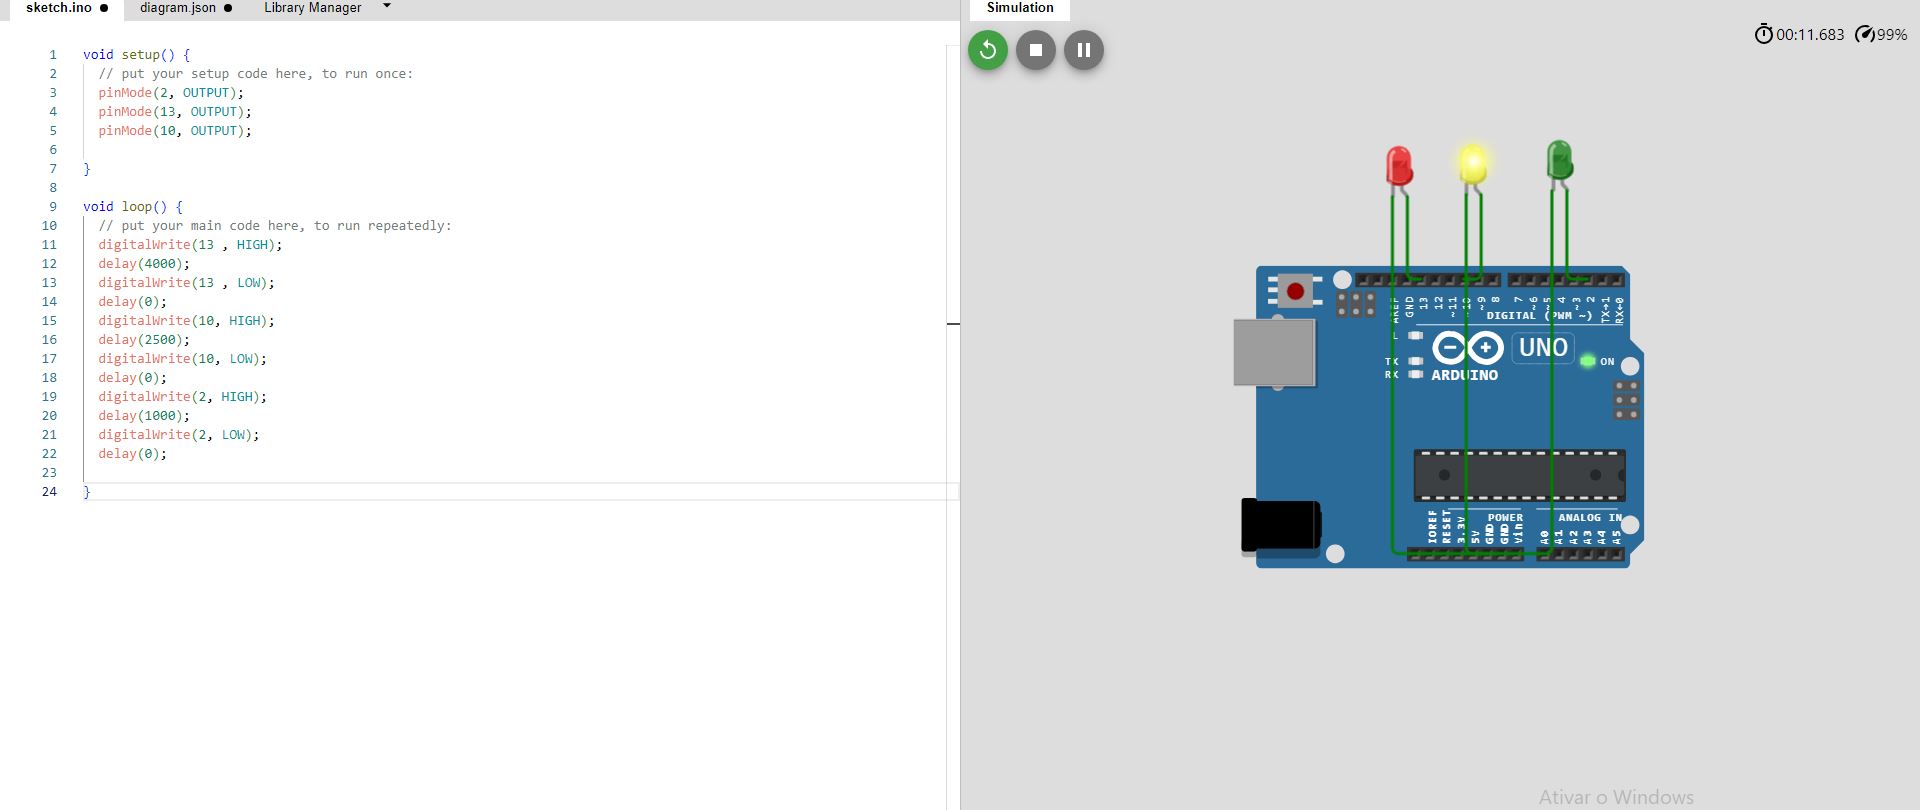 sketch.ino
diagram.json
Library Manager
1 void setup() {
2 // put your setup code here, to run once:
3 pinMode(2, OUTPUT);
4 pinMode(13, OUTPUT);
5 pinMode(10, OUTPUT);
6
7 }
8
9 void loop() {
10 // put your main code here, to run repeatedly:
11 digitalWrite(13 , HIGH);
12 delay(4000);
13 digitalWrite(13 , LOW);
14 delay(0);
15 digitalWrite(10, HIGH);
16 delay(2500);
17 digitalWrite(10, LOW);
18 delay(0);
19 digitalWrite(2, HIGH);
20 delay(1000);
21 digitalWrite(2, LOW);
22 delay(0);
23
24 }
Simulation
00:11.683
99%
AREF
GND
13
12
~11
~10
~9
8
7
~6
~5
4
~3
2
TX→1
RX←0
DIGITAL (PWM ~)
L
TX
RX
ARDUINO
UNO
ON
IOREF
RESET
3.3V
5V
GND
GND
Vin
POWER
ANALOG IN
A0
A1
A2
A3
A4
A5
Ativar o Windows